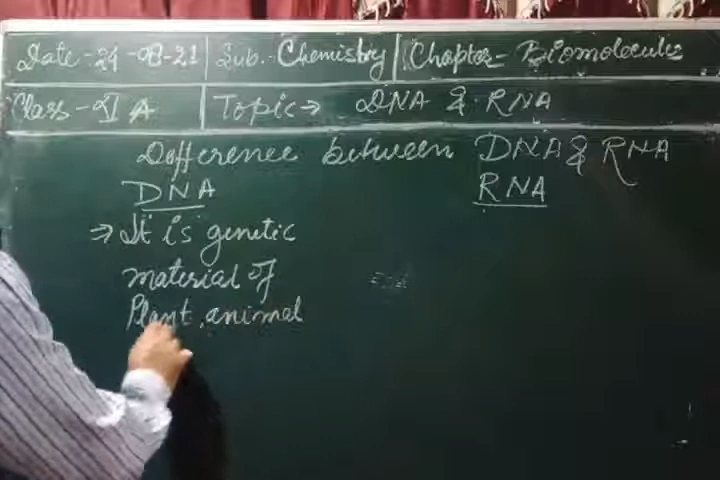 Date - 24-08-21 Sub. - Chemistry Chapter - Biomolecules
Class - XI A Topic → DNA & RNA
Difference between DNA & RNA
DNA RNA
⇒ It is genetic
material of
Plant, animal